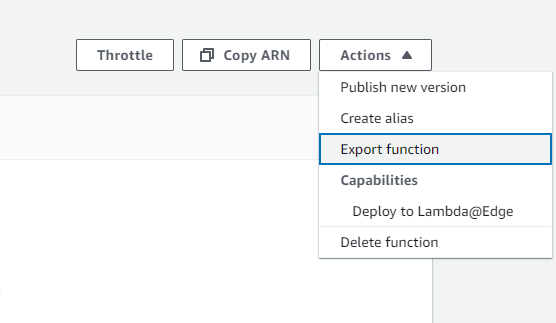 Throttle Copy ARN Actions
Publish new version
Create alias
Export function
Capabilities
Deploy to Lambda@Edge
Delete function